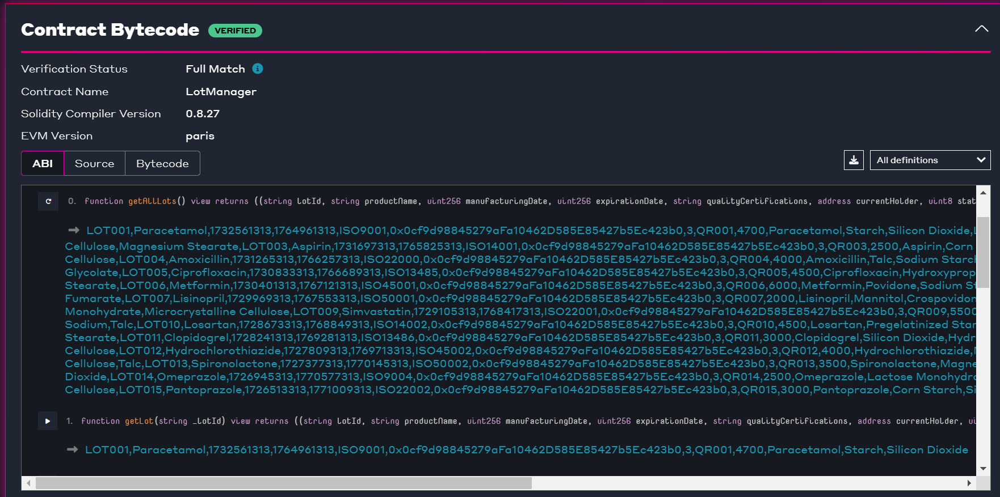 Contract Bytecode VERIFIED
Verification Status Full Match
Contract Name LotManager
Solidity Compiler Version 0.8.27
EVM Version paris
ABI Source Bytecode All definitions
0. function getAllLots() view returns ((string lotId, string productName, uint256 manufacturingDate, uint256 expirationDate, string qualityCertifications, address currentHolder, uint8 stat
LOT001,Paracetamol,1732561313,1764961313,ISO9001,0x0cf9d98845279aFa10462D585E85427b5Ec423b0,3,QR001,4700,Paracetamol,Starch,Silicon Dioxide,
Cellulose,Magnesium Stearate,LOT003,Aspirin,1731697313,1765825313,ISO14001,0x0cf9d98845279aFa10462D585E85427b5Ec423b0,3,QR003,2500,Aspirin,Corn
Cellulose,LOT004,Amoxicillin,1731265313,1766257313,ISO22000,0x0cf9d98845279aFa10462D585E85427b5Ec423b0,3,QR004,4000,Amoxicillin,Talc,Sodium Starch
Glycolate,LOT005,Ciprofloxacin,1730833313,1766689313,ISO13485,0x0cf9d98845279aFa10462D585E85427b5Ec423b0,3,QR005,4500,Ciprofloxacin,Hydroxyprop
Stearate,LOT006,Metformin,1730401313,1767121313,ISO45001,0x0cf9d98845279aFa10462D585E85427b5Ec423b0,3,QR006,6000,Metformin,Povidone,Sodium St
Fumarate,LOT007,Lisinopril,1729969313,1767553313,ISO50001,0x0cf9d98845279aFa10462D585E85427b5Ec423b0,3,QR007,2000,Lisinopril,Mannitol,Crospovidon
Monohydrate,Microcrystalline Cellulose,LOT009,Simvastatin,1729105313,1768417313,ISO22001,0x0cf9d98845279aFa10462D585E85427b5Ec423b0,3,QR009,5500
Sodium,Talc,LOT010,Losartan,1728673313,1768849313,ISO14002,0x0cf9d98845279aFa10462D585E85427b5Ec423b0,3,QR010,4500,Losartan,Pregelatinized Star
Stearate,LOT011,Clopidogrel,1728241313,1769281313,ISO13486,0x0cf9d98845279aFa10462D585E85427b5Ec423b0,3,QR011,3000,Clopidogrel,Silicon Dioxide,Hydr
Cellulose,LOT012,Hydrochlorothiazide,1727809313,1769713313,ISO45002,0x0cf9d98845279aFa10462D585E85427b5Ec423b0,3,QR012,4000,Hydrochlorothiazide,
Cellulose,Talc,LOT013,Spironolactone,1727377313,1770145313,ISO50002,0x0cf9d98845279aFa10462D585E85427b5Ec423b0,3,QR013,3500,Spironolactone,Magne
Dioxide,LOT014,Omeprazole,1726945313,1770577313,ISO9004,0x0cf9d98845279aFa10462D585E85427b5Ec423b0,3,QR014,2500,Omeprazole,Lactose Monohydra
Cellulose,LOT015,Pantoprazole,1726513313,1771009313,ISO22002,0x0cf9d98845279aFa10462D585E85427b5Ec423b0,3,QR015,3000,Pantoprazole,Corn Starch,Si
1. function getLot(string _lotId) view returns ((string lotId, string productName, uint256 manufacturingDate, uint256 expirationDate, string qualityCertifications, address currentHolder, ui
LOT001,Paracetamol,1732561313,1764961313,ISO9001,0x0cf9d98845279aFa10462D585E85427b5Ec423b0,3,QR001,4700,Paracetamol,Starch,Silicon Dioxide